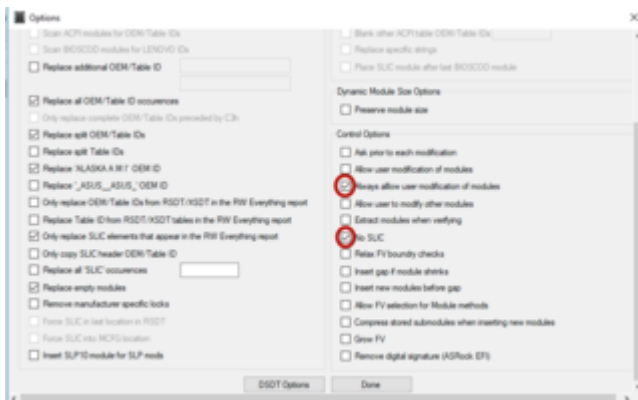 Options
Scan ACPI modules for OEM/Table IDs
Scan BIOSCOD modules for LENOVO IDs
Replace additional OEM/Table ID
Replace all OEM/Table ID occurences
Only replace complete OEM/Table IDs preceded by C3h
Replace split OEM/Table IDs
Replace split Table IDs
Replace 'ALASKA A M I' OEM ID
Replace '_ASUS__ASUS_' OEM ID
Only replace OEM/Table IDs from RSDT/XSDT in the RW Everything report
Replace Table ID from RSDT/XSDT tables in the RW Everything report
Only replace SLIC elements that appear in the RW Everything report
Only copy SLIC header OEM/Table ID
Replace all 'SLIC' occurences
Replace empty modules
Remove manufacturer specific locks
Force SLIC in last location in RSDT
Force SLIC into MCFG location
Insert SLP10 module for SLP mods
Blank other ACPI table OEM/Table IDs
Replace specific strings
Place SLIC module after last BIOSCOD module
Dynamic Module Size Options
Preserve module size
Control Options
Ask prior to each modification
Allow user modification of modules
Always allow user modification of modules
Allow user to modify other modules
Extract modules when verifying
No SLIC
Relax FV boundry checks
Insert gap if module shrinks
Insert new modules before gap
Allow FV selection for Module methods
Compress stored submodules when inserting new modules
Grow FV
Remove digital signature (ASRock EFI)
DSDT Options
Done